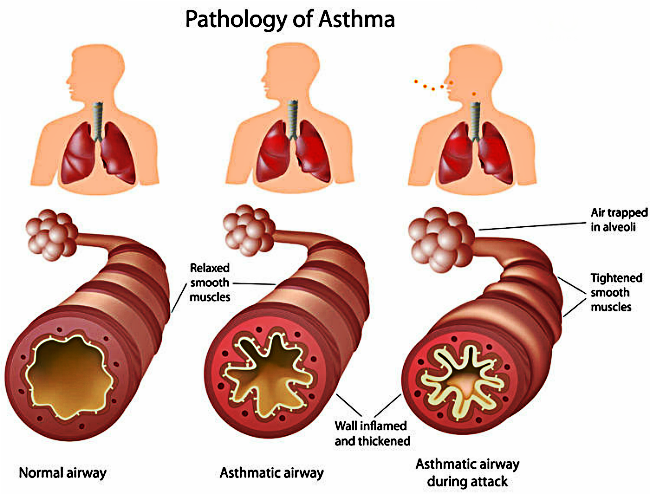 Pathology of Asthma
Air trapped
in alveoli
Relaxed
smooth
muscles
Tightened
smooth
muscles
Wall inflamed
and thickened
Normal airway
Asthmatic airway
Asthmatic airway
during attack